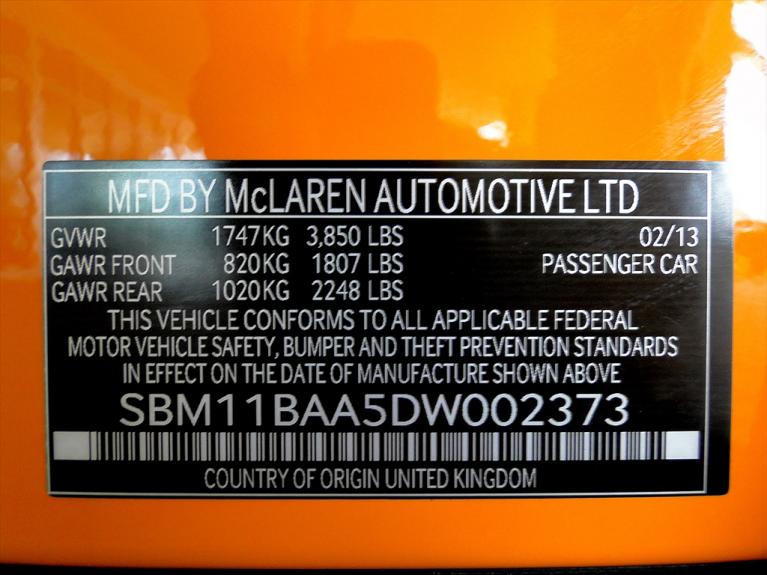 MFD BY McLAREN AUTOMOTIVE LTD
GVWR 1747KG 3,850 LBS 02/13
GAWR FRONT 820KG 1807 LBS PASSENGER CAR
GAWR REAR 1020KG 2248 LBS
THIS VEHICLE CONFORMS TO ALL APPLICABLE FEDERAL
MOTOR VEHICLE SAFETY, BUMPER AND THEFT PREVENTION STANDARDS
IN EFFECT ON THE DATE OF MANUFACTURE SHOWN ABOVE
SBM11BAA5DW002373
COUNTRY OF ORIGIN UNITED KINGDOM